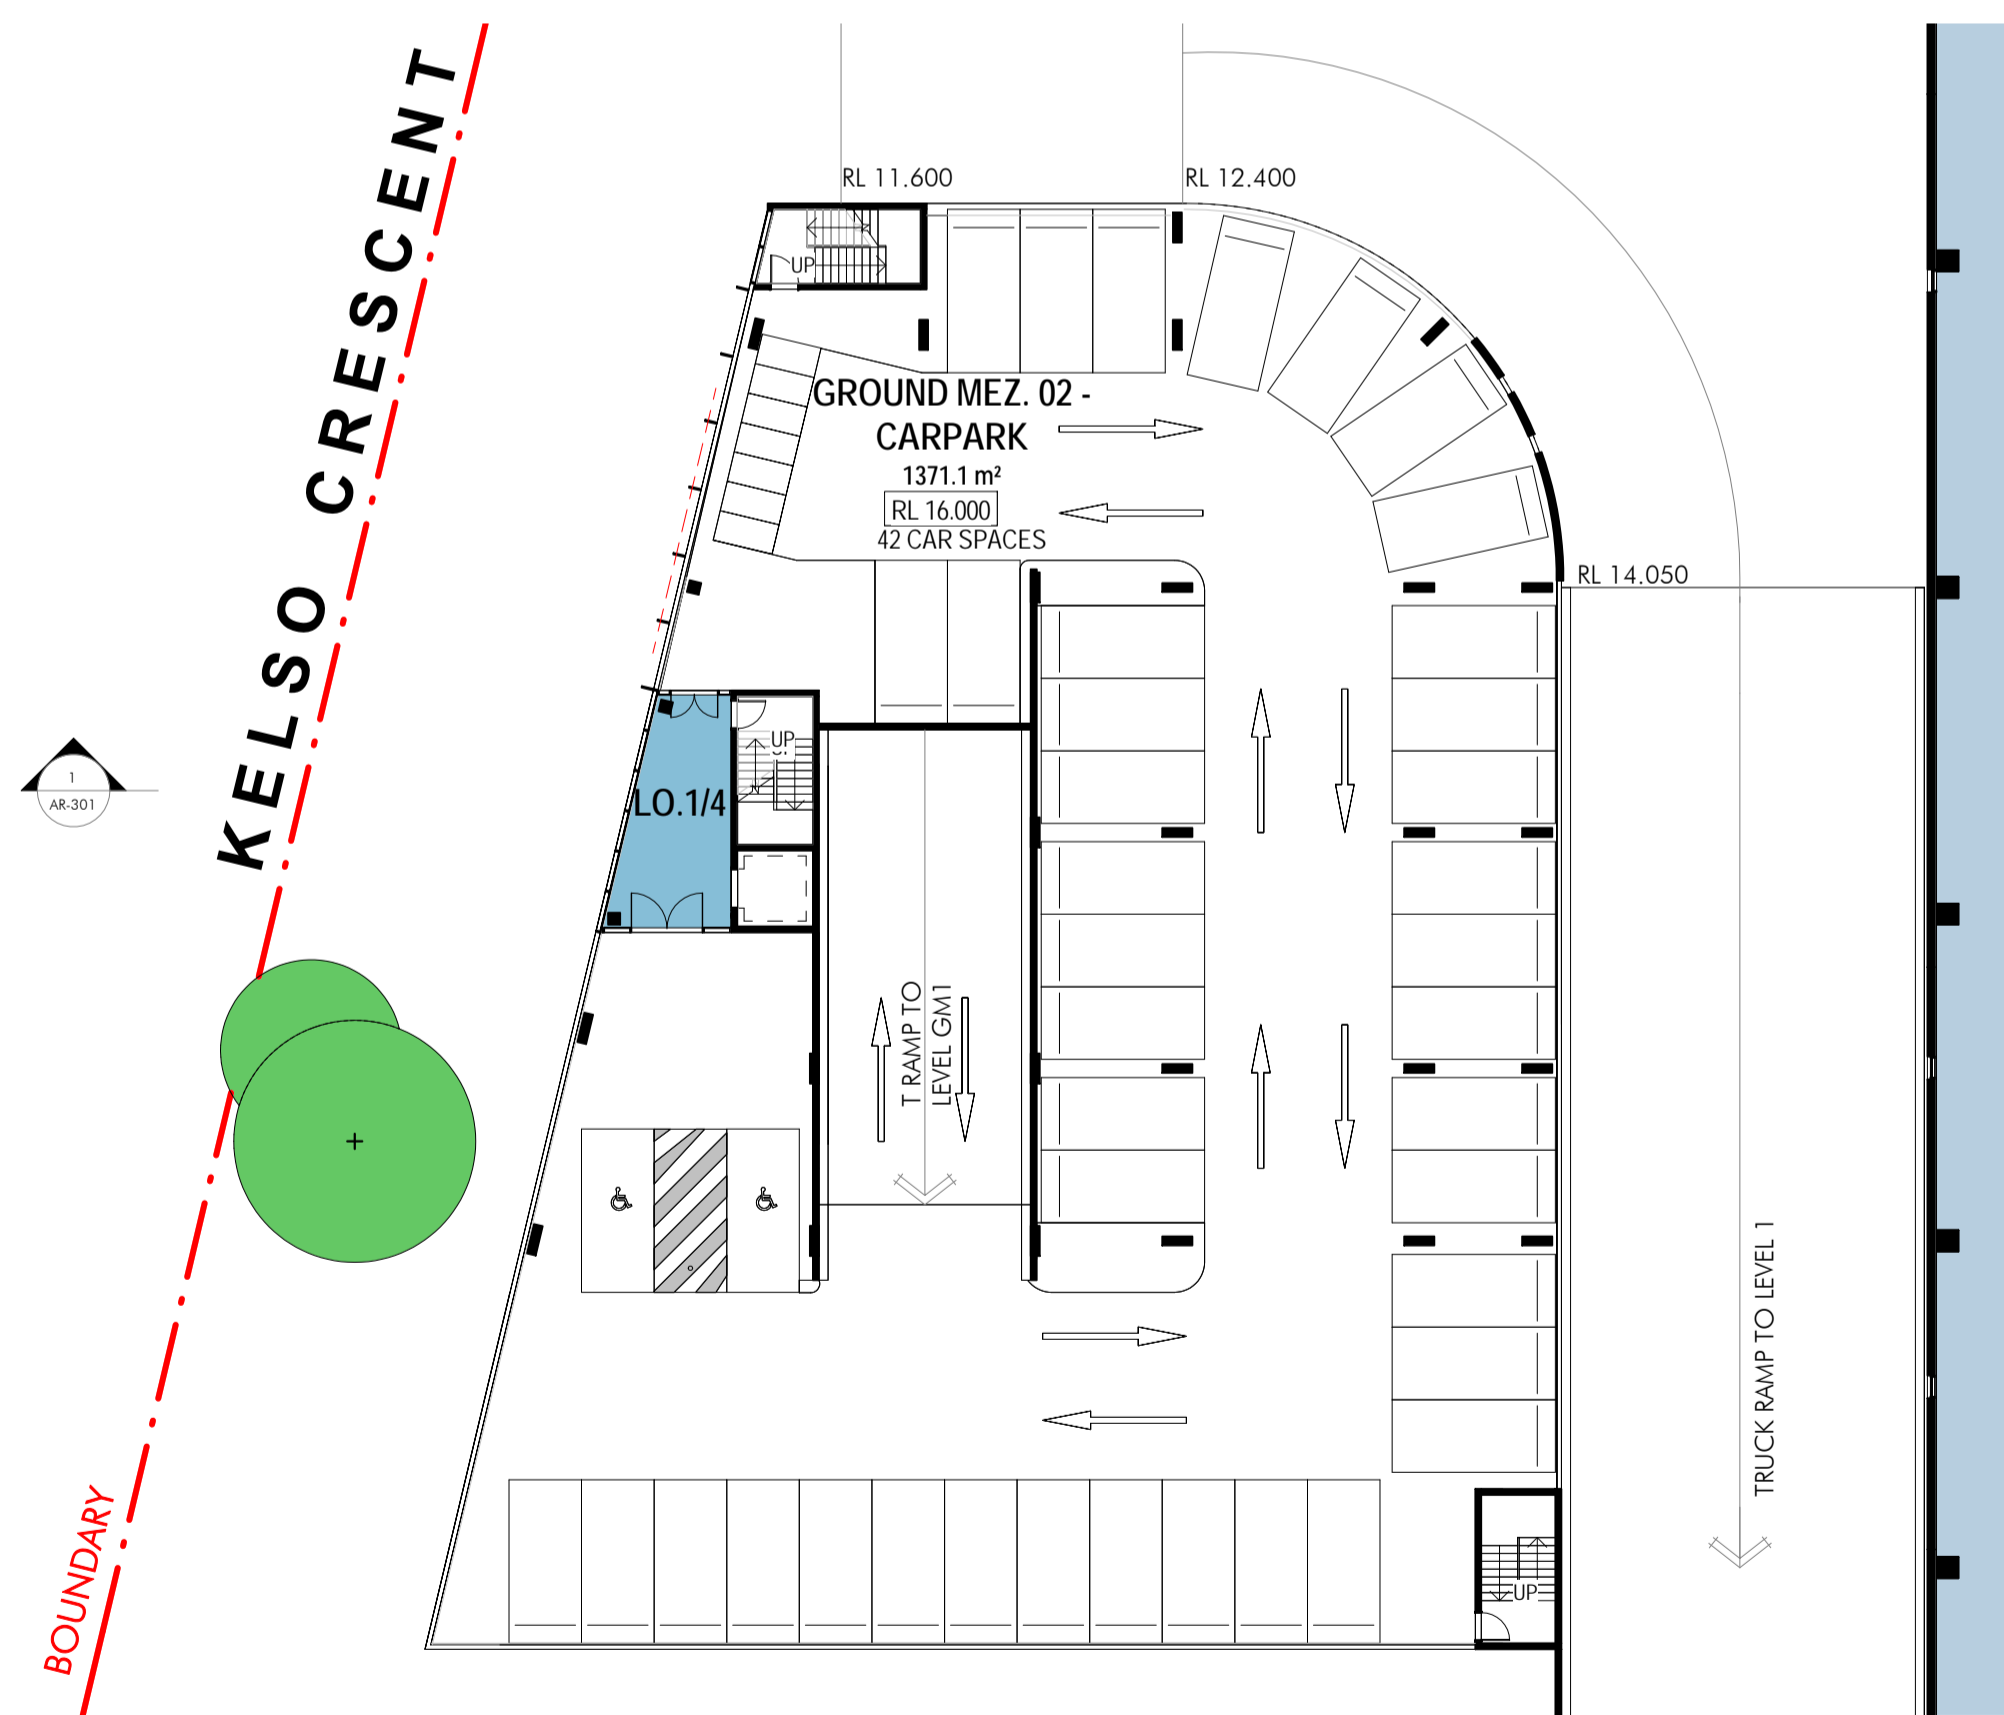 KELSO CRESCENT
RL 11.600
RL 12.400
UP
GROUND MEZ. 02 -
CARPARK
1371.1 m²
RL 16.000
42 CAR SPACES
RL 14.050
UP
1
AR-301
LO.1/4
T RAMP TO
LEVEL GM1
TRUCK RAMP TO LEVEL 1
BOUNDARY
UP